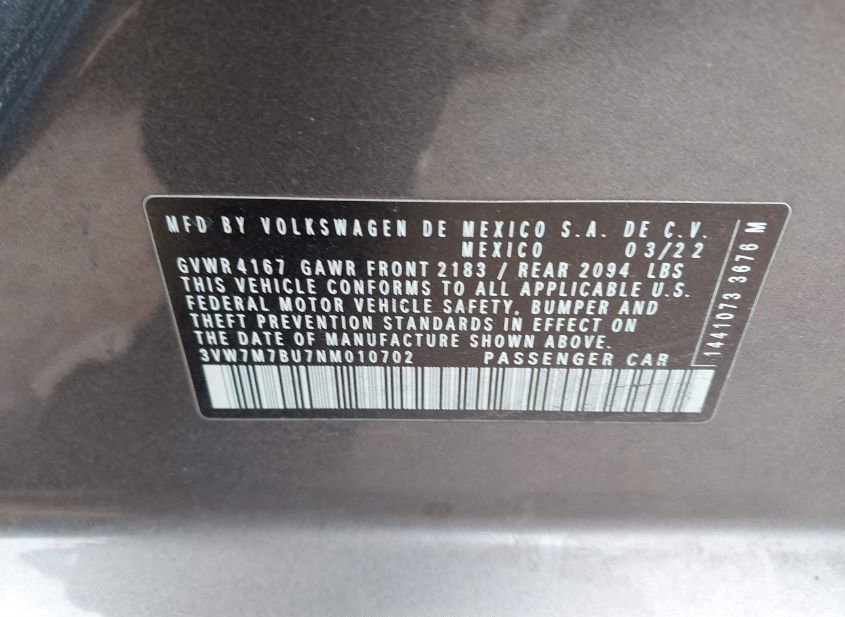 MFD BY VOLKSWAGEN DE MEXICO S.A. DE C.V.
MEXICO 03/22
GVWR 4167 GAWR FRONT 2183 / REAR 2094 LBS
THIS VEHICLE CONFORMS TO ALL APPLICABLE U.S.
FEDERAL MOTOR VEHICLE SAFETY, BUMPER AND
THEFT PREVENTION STANDARDS IN EFFECT ON
THE DATE OF MANUFACTURE SHOWN ABOVE.
3VW7M7BU7NM010702 PASSENGER CAR
1441073 3676 M